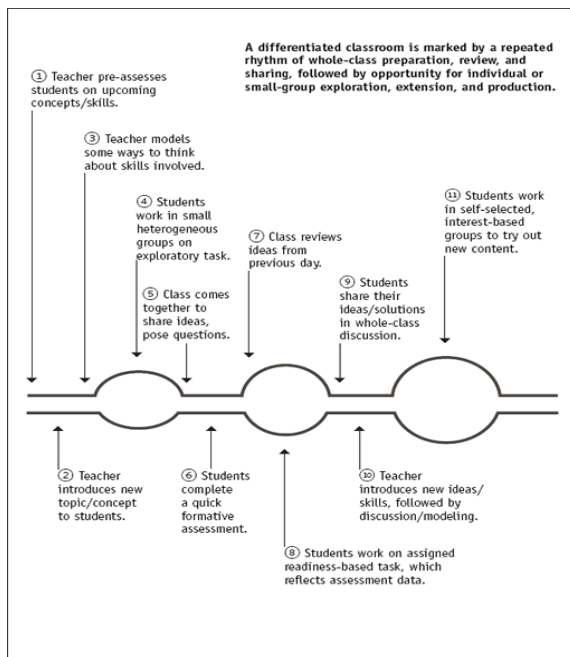 A differentiated classroom is marked by a repeated
rhythm of whole-class preparation, review, and
sharing, followed by opportunity for individual or
small-group exploration, extension, and production.
① Teacher pre-assesses
students on upcoming
concepts/skills.
③ Teacher models
some ways to think
about skills involved.
④ Students
work in small
heterogeneous
groups on
exploratory task.
⑤ Class comes
together to
share ideas,
pose questions.
⑦ Class reviews
ideas from
previous day.
⑨ Students
share their
ideas/solutions
in whole-class
discussion.
⑪ Students work
in self-selected,
interest-based
groups to try out
new content.
② Teacher
introduces new
topic/concept
to students.
⑥ Students
complete
a quick
formative
assessment.
⑧ Students work on assigned
readiness-based task, which
reflects assessment data.
⑩ Teacher
introduces new ideas/
skills, followed by
discussion/modeling.